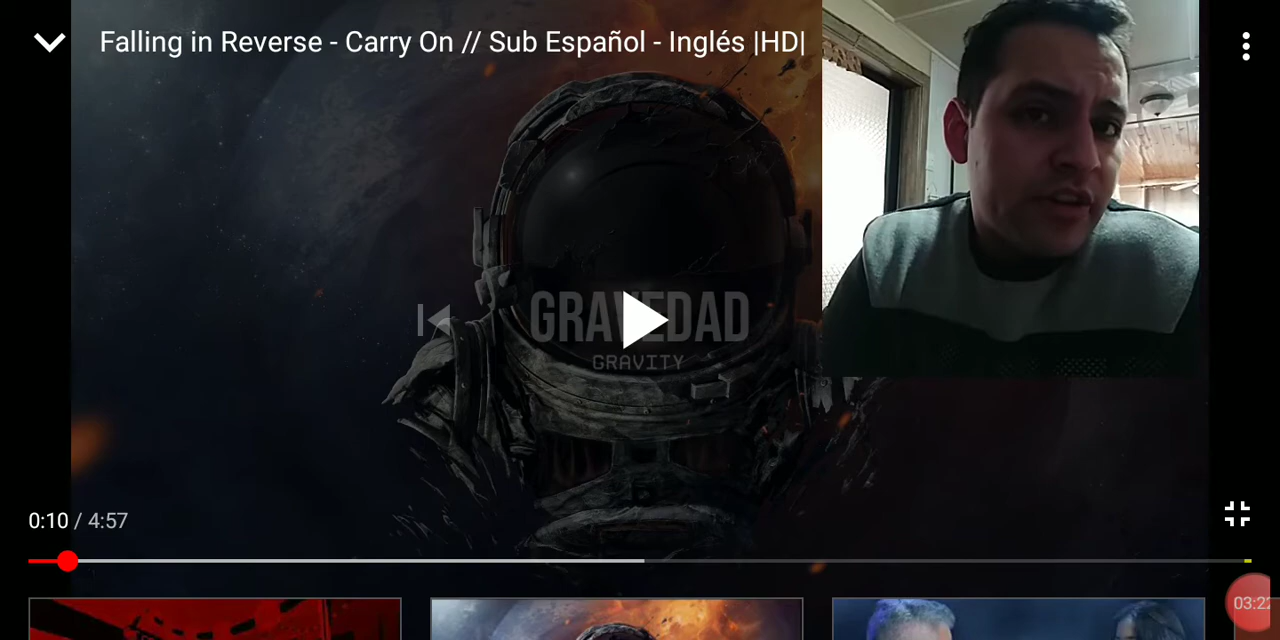 Falling in Reverse - Carry On // Sub Español - Inglés |HD|
GRAVEDAD
GRAVITY
0:10 / 4:57
03:22